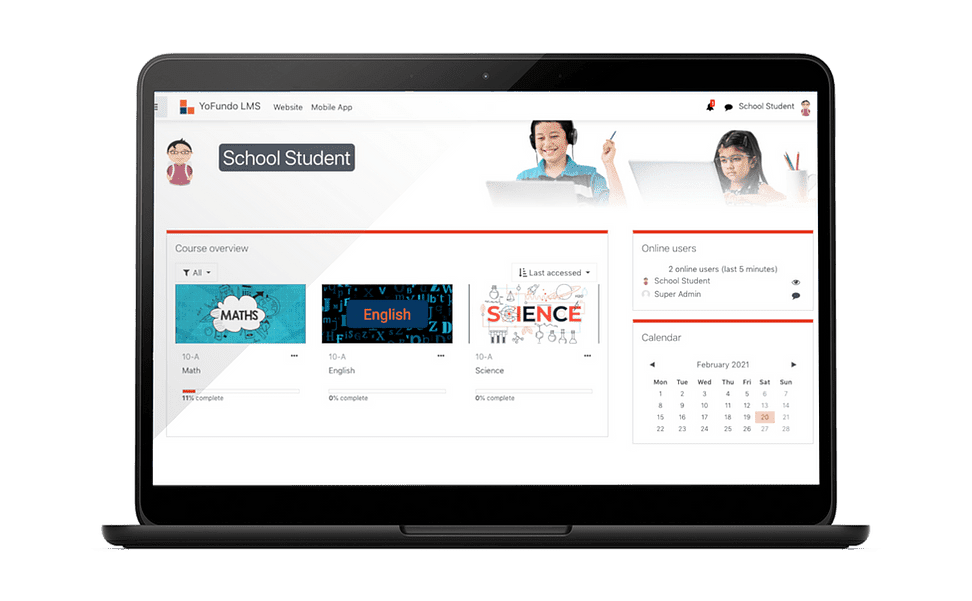 YoFundo LMS Website Mobile App School Student
School Student
Course overview
All Last accessed
MATHS
English
SCIENCE
10-A
Math
11% complete
10-A
English
0% complete
10-A
Science
0% complete
Online users
2 online users (last 5 minutes)
School Student
Super Admin
Calendar
February 2021
Mon Tue Wed Thu Fri Sat Sun
1 2 3 4 5 6 7
8 9 10 11 12 13 14
15 16 17 18 19 20 21
22 23 24 25 26 27 28